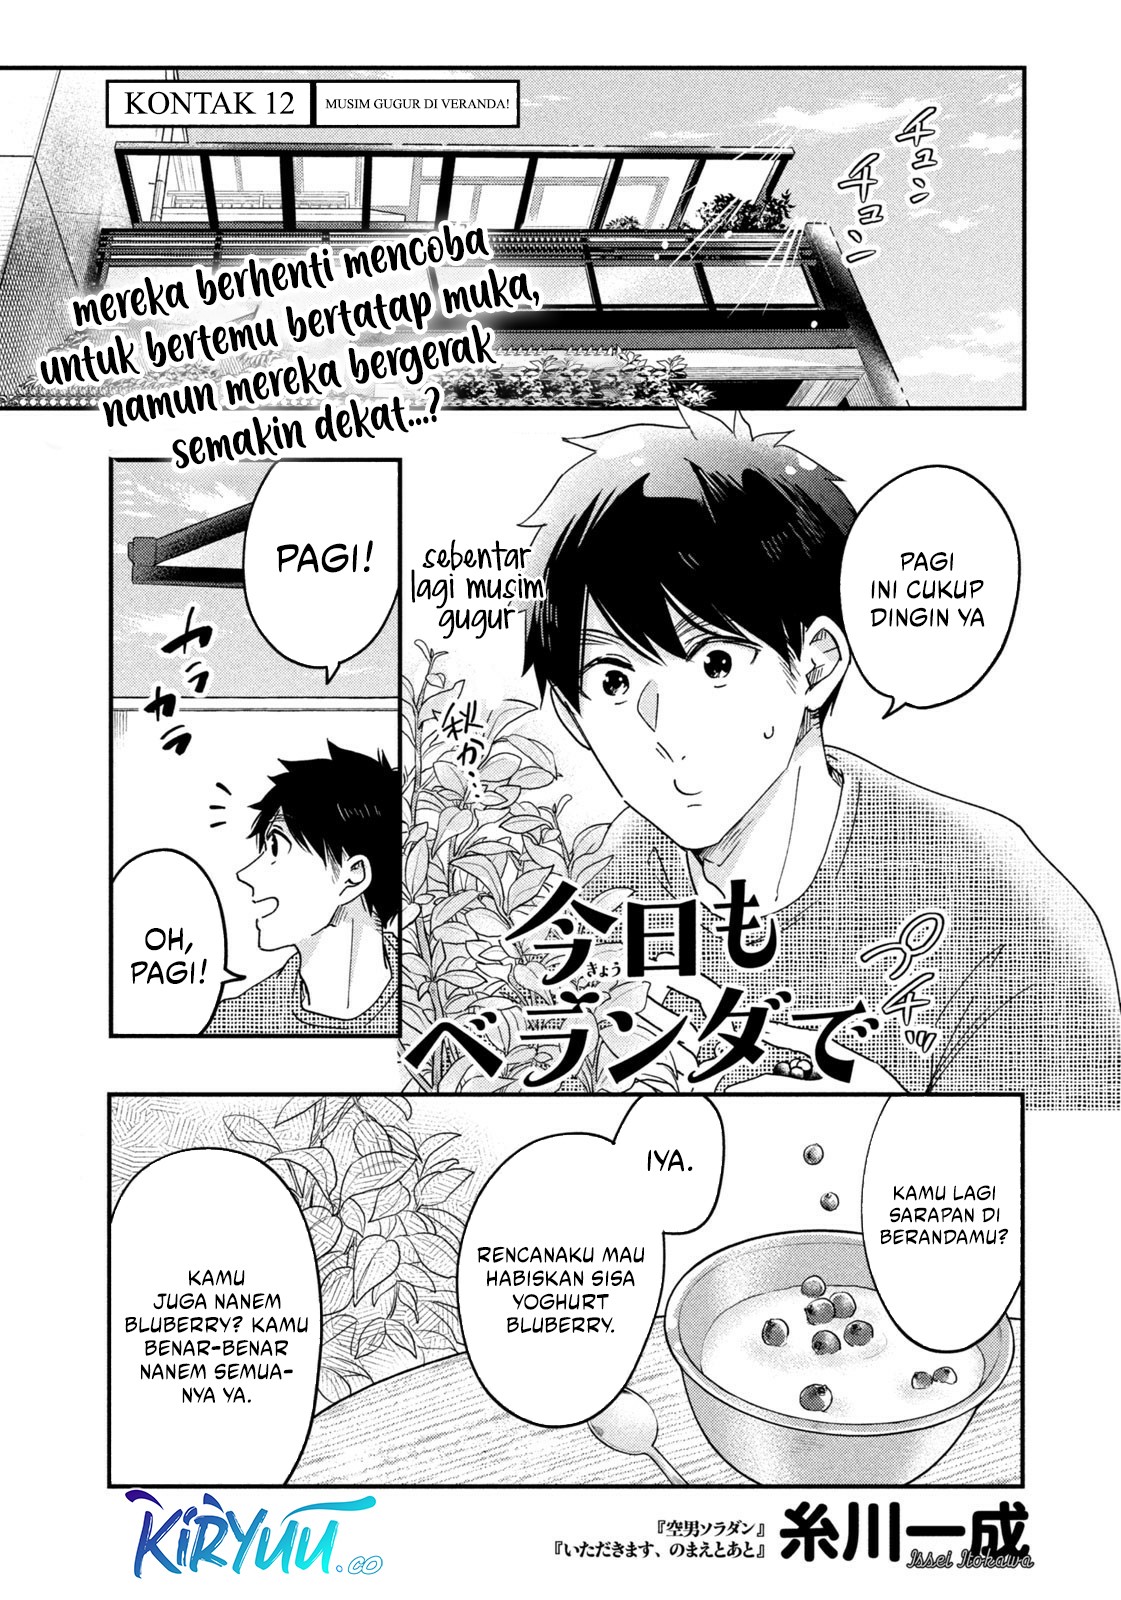 KONTAK 12
MUSIM GUGUR DI VERANDA!
チュン
チュン
mereka berhenti mencoba
untuk bertemu bertatap muka,
namun mereka bergerak
semakin dekat...?
PAGI
INI CUKUP
DINGIN YA
sebentar
lagi musim
gugur
秋か…
プチッ
PAGI!
カラ
カラ
OH,
PAGI!
今日も
きょう
ベランダで
KAMU LAGI
SARAPAN DI
BERANDAMU?
IYA.
RENCANAKU MAU
HABISKAN SISA
YOGHURT
BLUBERRY.
KAMU
JUGA NANEM
BLUBERRY? KAMU
BENAR-BENAR
NANEM SEMUA-
NYA YA.
KIRYUU.CO
『空男ソラダン』
『いただきます、のまえとあと』
糸川一成
Issei Itokawa